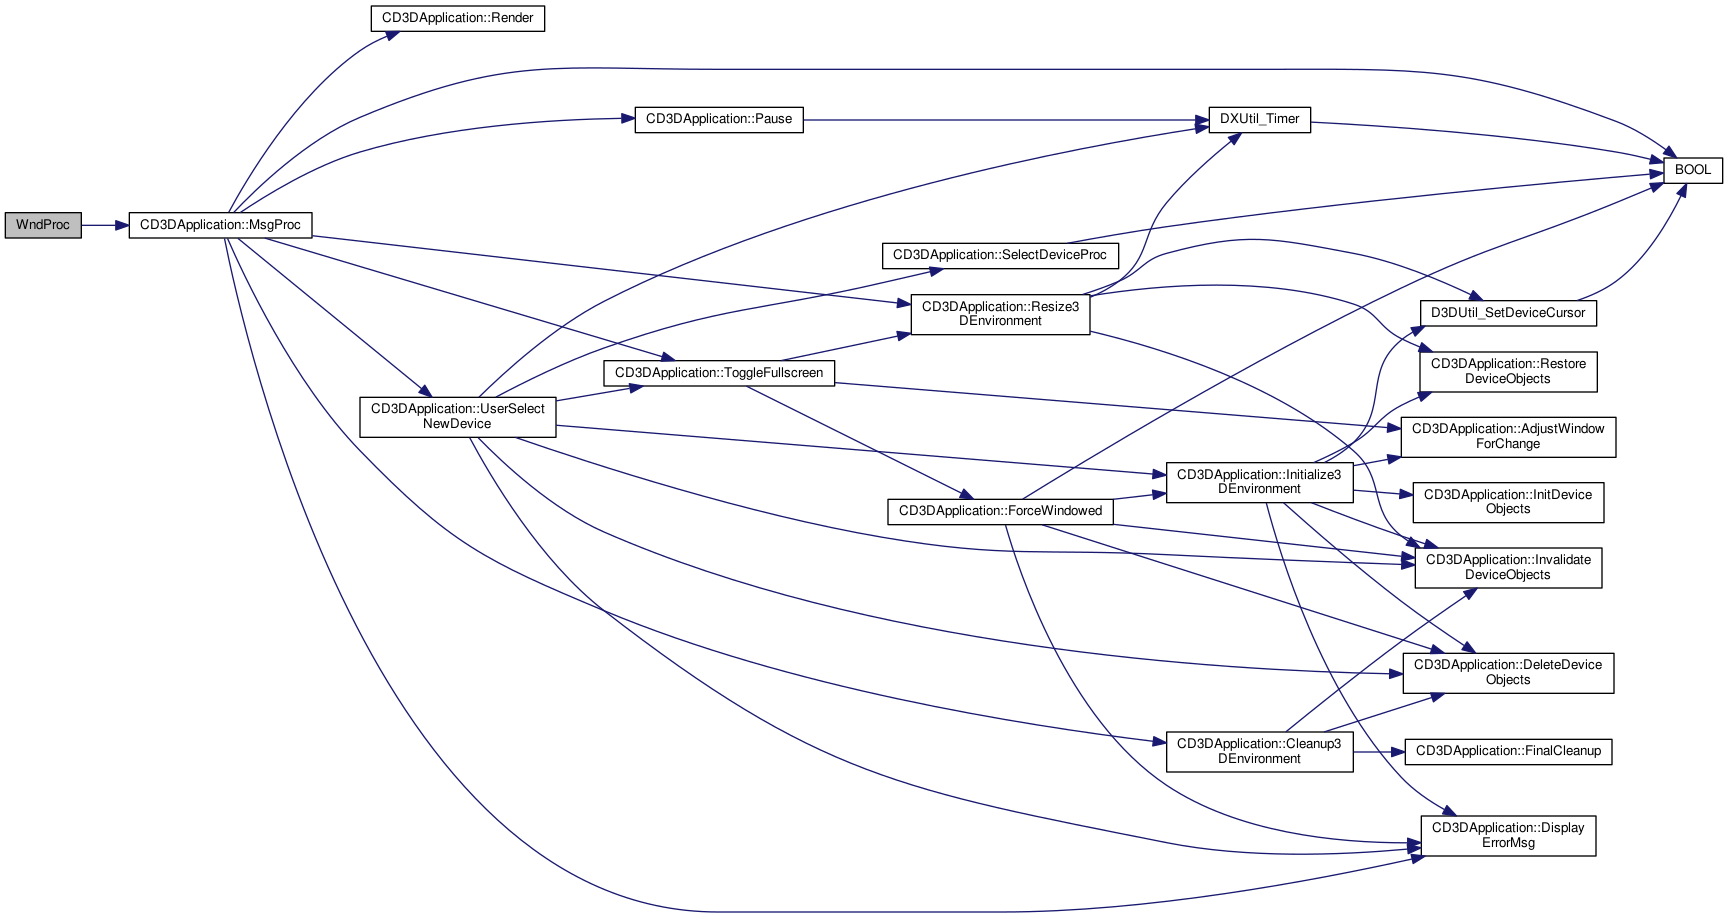 CD3DApplication::Render
CD3DApplication::Pause
DXUtil_Timer
BOOL
WndProc
CD3DApplication::MsgProc
CD3DApplication::SelectDeviceProc
CD3DApplication::Resize3
DEnvironment
D3DUtil_SetDeviceCursor
CD3DApplication::Restore
DeviceObjects
CD3DApplication::ToggleFullscreen
CD3DApplication::UserSelect
NewDevice
CD3DApplication::AdjustWindow
ForChange
CD3DApplication::Initialize3
DEnvironment
CD3DApplication::InitDevice
Objects
CD3DApplication::ForceWindowed
CD3DApplication::Invalidate
DeviceObjects
CD3DApplication::DeleteDevice
Objects
CD3DApplication::Cleanup3
DEnvironment
CD3DApplication::FinalCleanup
CD3DApplication::Display
ErrorMsg